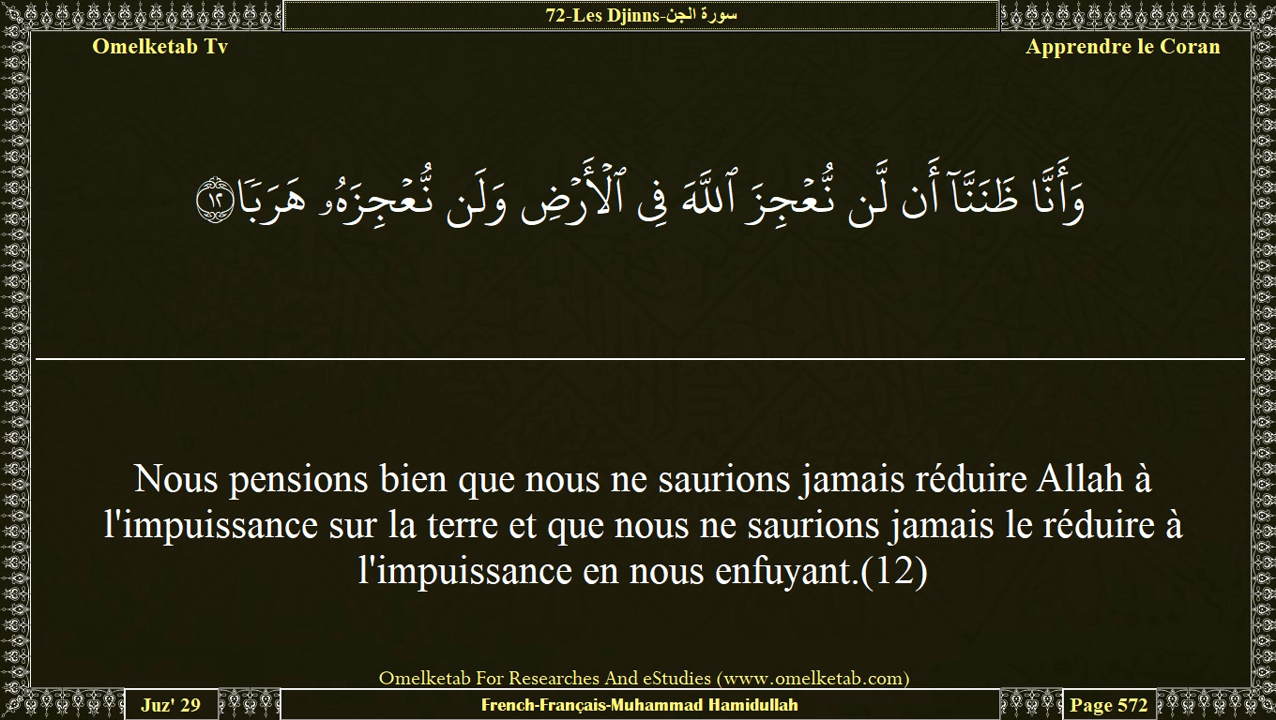 72-Les Djinns-سورة الجن
Omelketab Tv
Apprendre le Coran
وَأَنَّا ظَنَنَّآ أَن لَّن نُّعۡجِزَ ٱللَّهَ فِي ٱلۡأَرۡضِ وَلَن نُّعۡجِزَهُۥ هَرَبٗا ١٢
Nous pensions bien que nous ne saurions jamais réduire Allah à
l'impuissance sur la terre et que nous ne saurions jamais le réduire à
l'impuissance en nous enfuyant.(12)
Omelketab For Researches And eStudies (www.omelketab.com)
Juz' 29
French-Français-Muhammad Hamidullah
Page 572